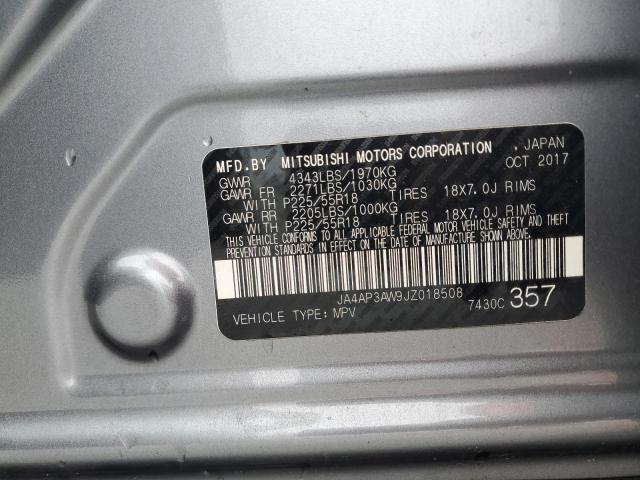 MFD.BY MITSUBISHI MOTORS CORPORATION , JAPAN
GVWR 4343LBS/1970KG OCT 2017
GAWR FR 2271LBS/1030KG
WITH P225/55R18 TIRES 18X7.0J RIMS
GAWR RR 2205LBS/1000KG
WITH P225/55R18 TIRES 18X7.0J RIMS
THIS VEHICLE CONFORMS TO ALL APPLICABLE FEDERAL MOTOR VEHICLE SAFETY AND THEFT
PREVENTION STANDARDS IN EFFECT ON THE DATE OF MANUFACTURE SHOWN ABOVE.
JA4AP3AW9JZ018508
VEHICLE TYPE: MPV 7430C 357